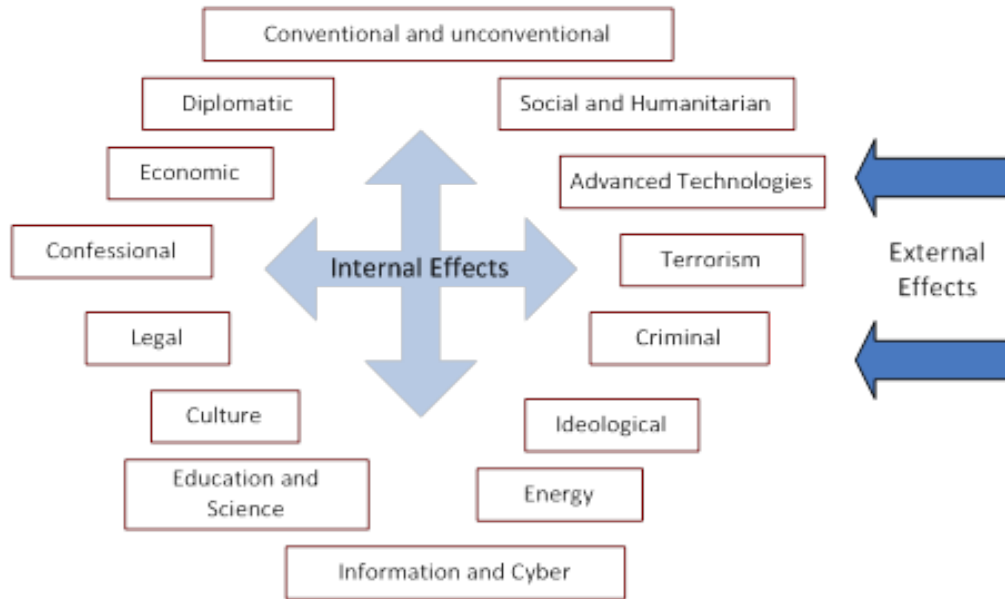 Conventional and unconventional
Diplomatic
Social and Humanitarian
Economic
Advanced Technologies
Confessional
Internal Effects
Terrorism
External
Effects
Legal
Criminal
Culture
Ideological
Education and
Science
Energy
Information and Cyber